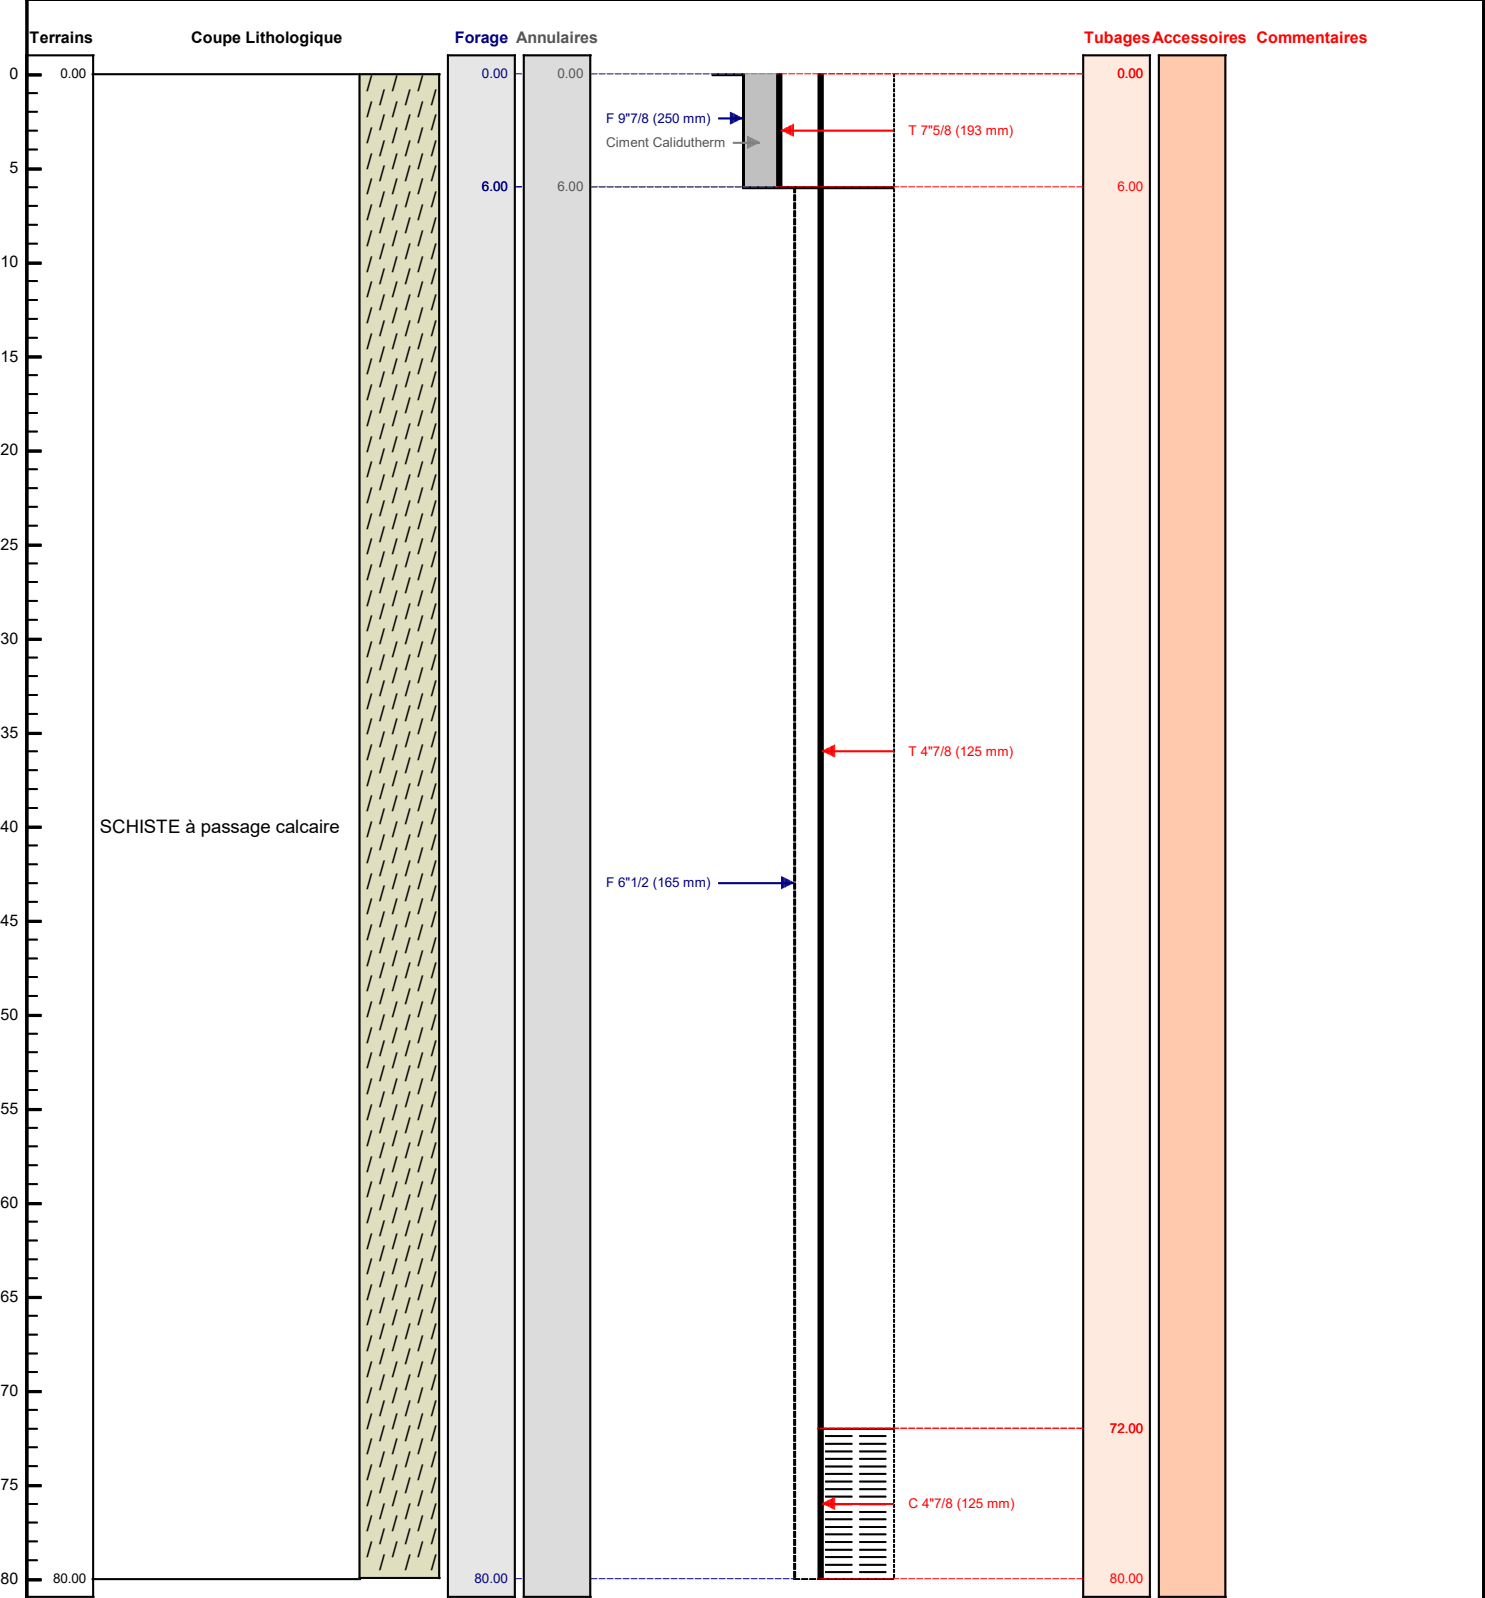 Terrains Coupe Lithologique Forage Annulaires Tubages Accessoires Commentaires
0 0.00 0.00 0.00 0.00
F 9"7/8 (250 mm)
T 7"5/8 (193 mm)
Ciment Calidutherm
5
6.00 6.00 6.00
10
15
20
25
30
35
T 4"7/8 (125 mm)
40 SCHISTE à passage calcaire
F 6"1/2 (165 mm)
45
50
55
60
65
70
72.00
75
C 4"7/8 (125 mm)
80 80.00 80.00 80.00